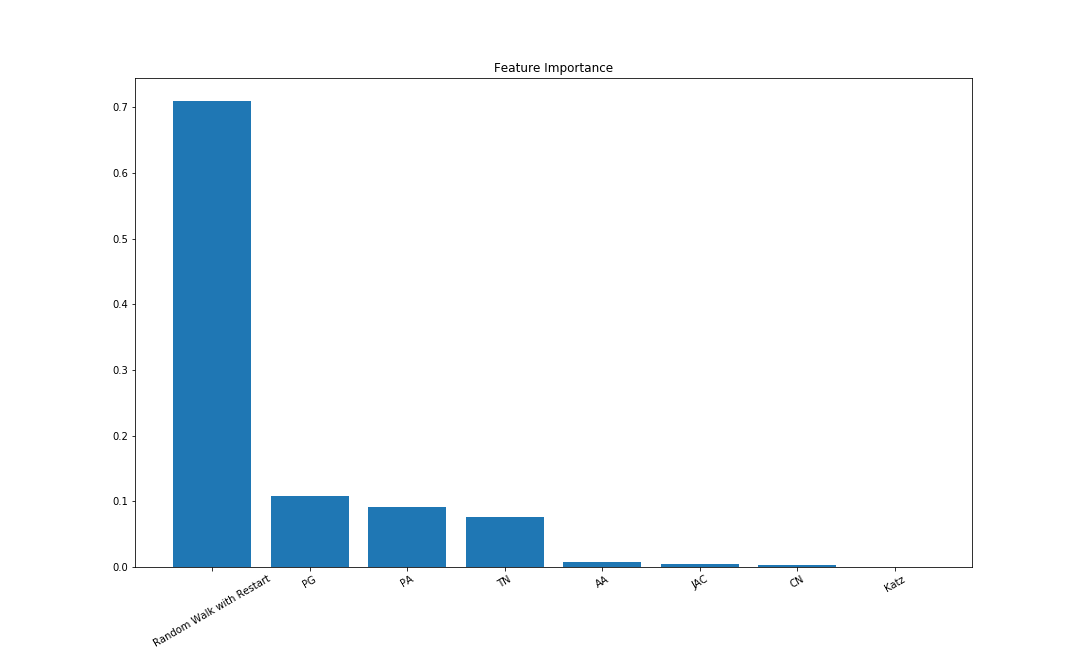 Feature Importance
0.7
0.6
0.5
0.4
0.3
0.2
0.1
0.0
Random Walk with Restart
PG
PA
TN
AA
JAC
CN
Katz